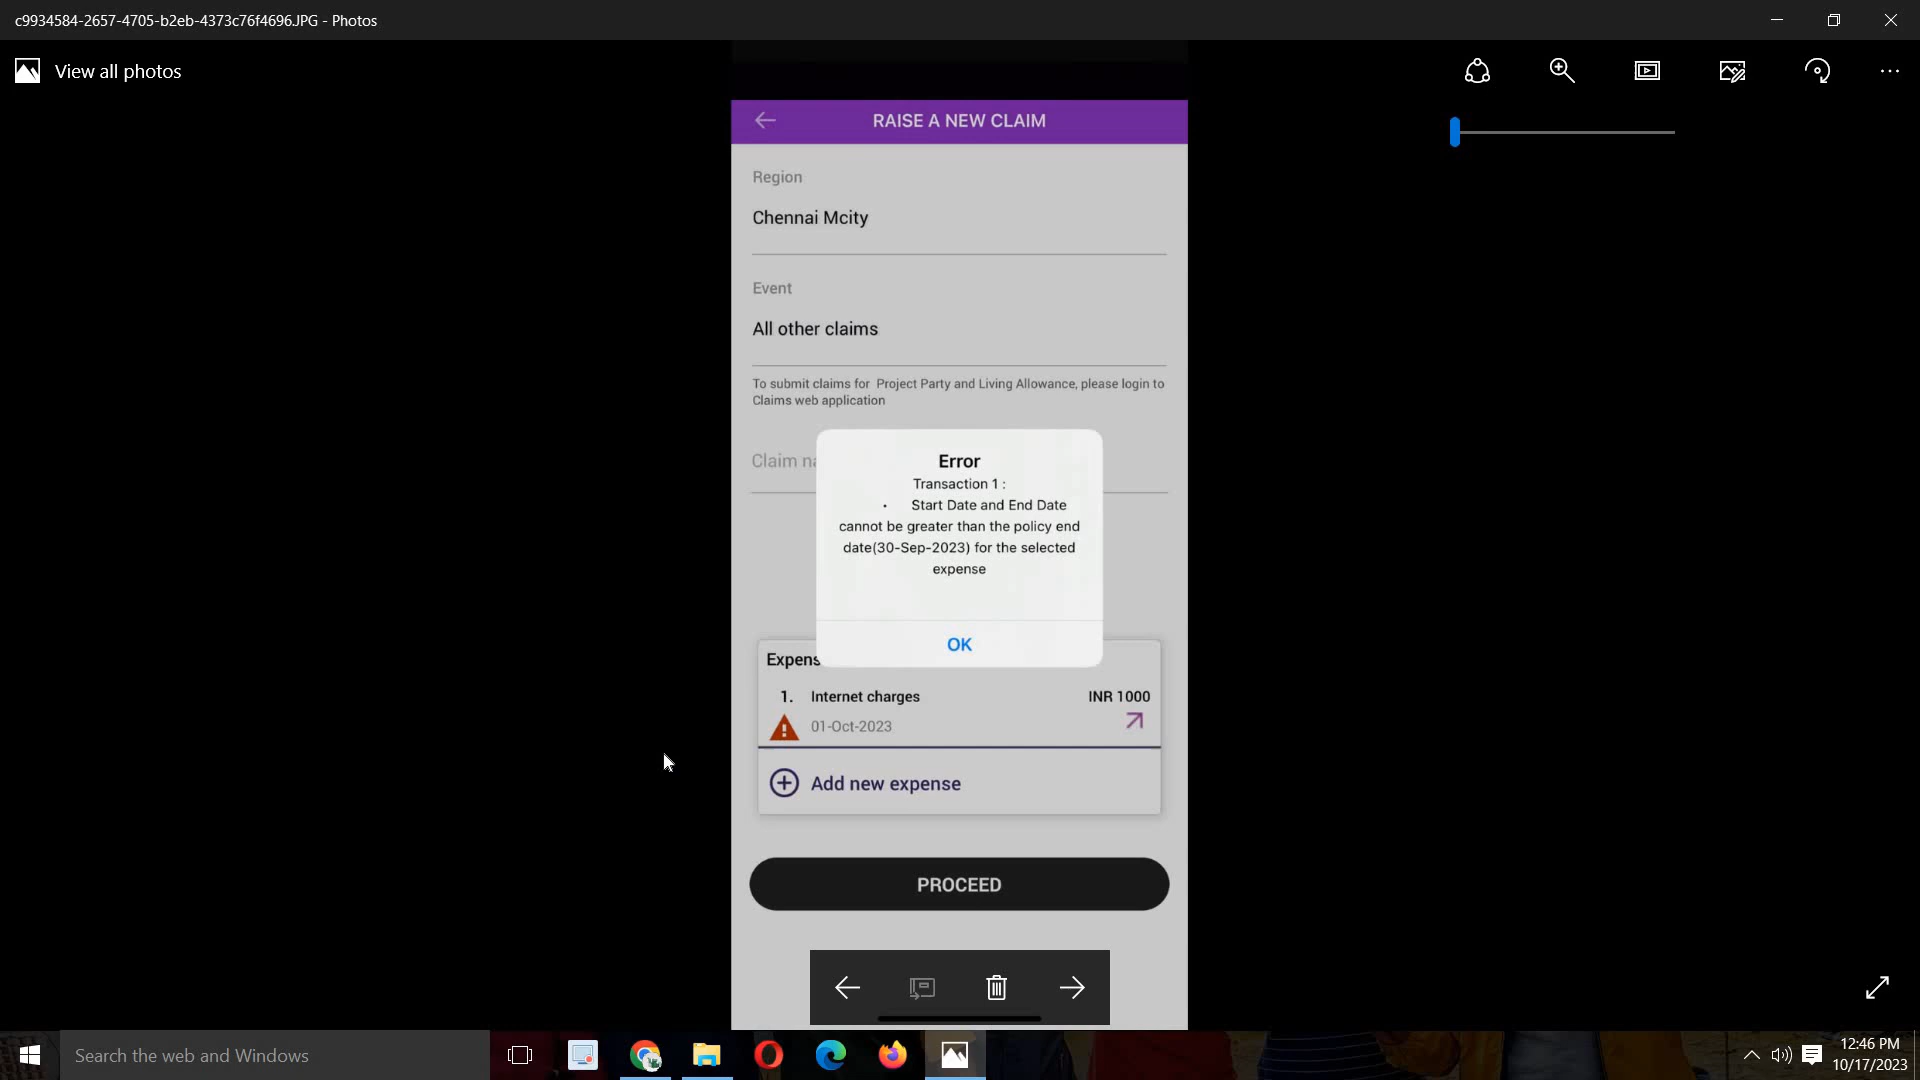 c9934584-2657-4705-b2eb-4373c76f4696.JPG - Photos
View all photos
RAISE A NEW CLAIM
Region
Chennai Mcity
Event
All other claims
To submit claims for Project Party and Living Allowance, please login to
Claims web application
Claim na
Error
Transaction 1 :
• Start Date and End Date
cannot be greater than the policy end
date(30-Sep-2023) for the selected
expense
OK
Expens
1. Internet charges INR 1000
01-Oct-2023
Add new expense
PROCEED
Search the web and Windows
12:46 PM
10/17/2023